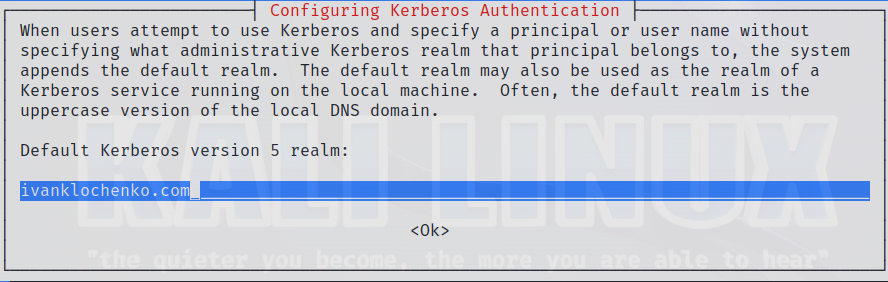 Configuring Kerberos Authentication
When users attempt to use Kerberos and specify a principal or user name without
specifying what administrative Kerberos realm that principal belongs to, the system
appends the default realm.  The default realm may also be used as the realm of a
Kerberos service running on the local machine.  Often, the default realm is the
uppercase version of the local DNS domain.
Default Kerberos version 5 realm:
ivanklochenko.com
<Ok>
KALI LINUX
"the quieter you become, the more you are able to hear"